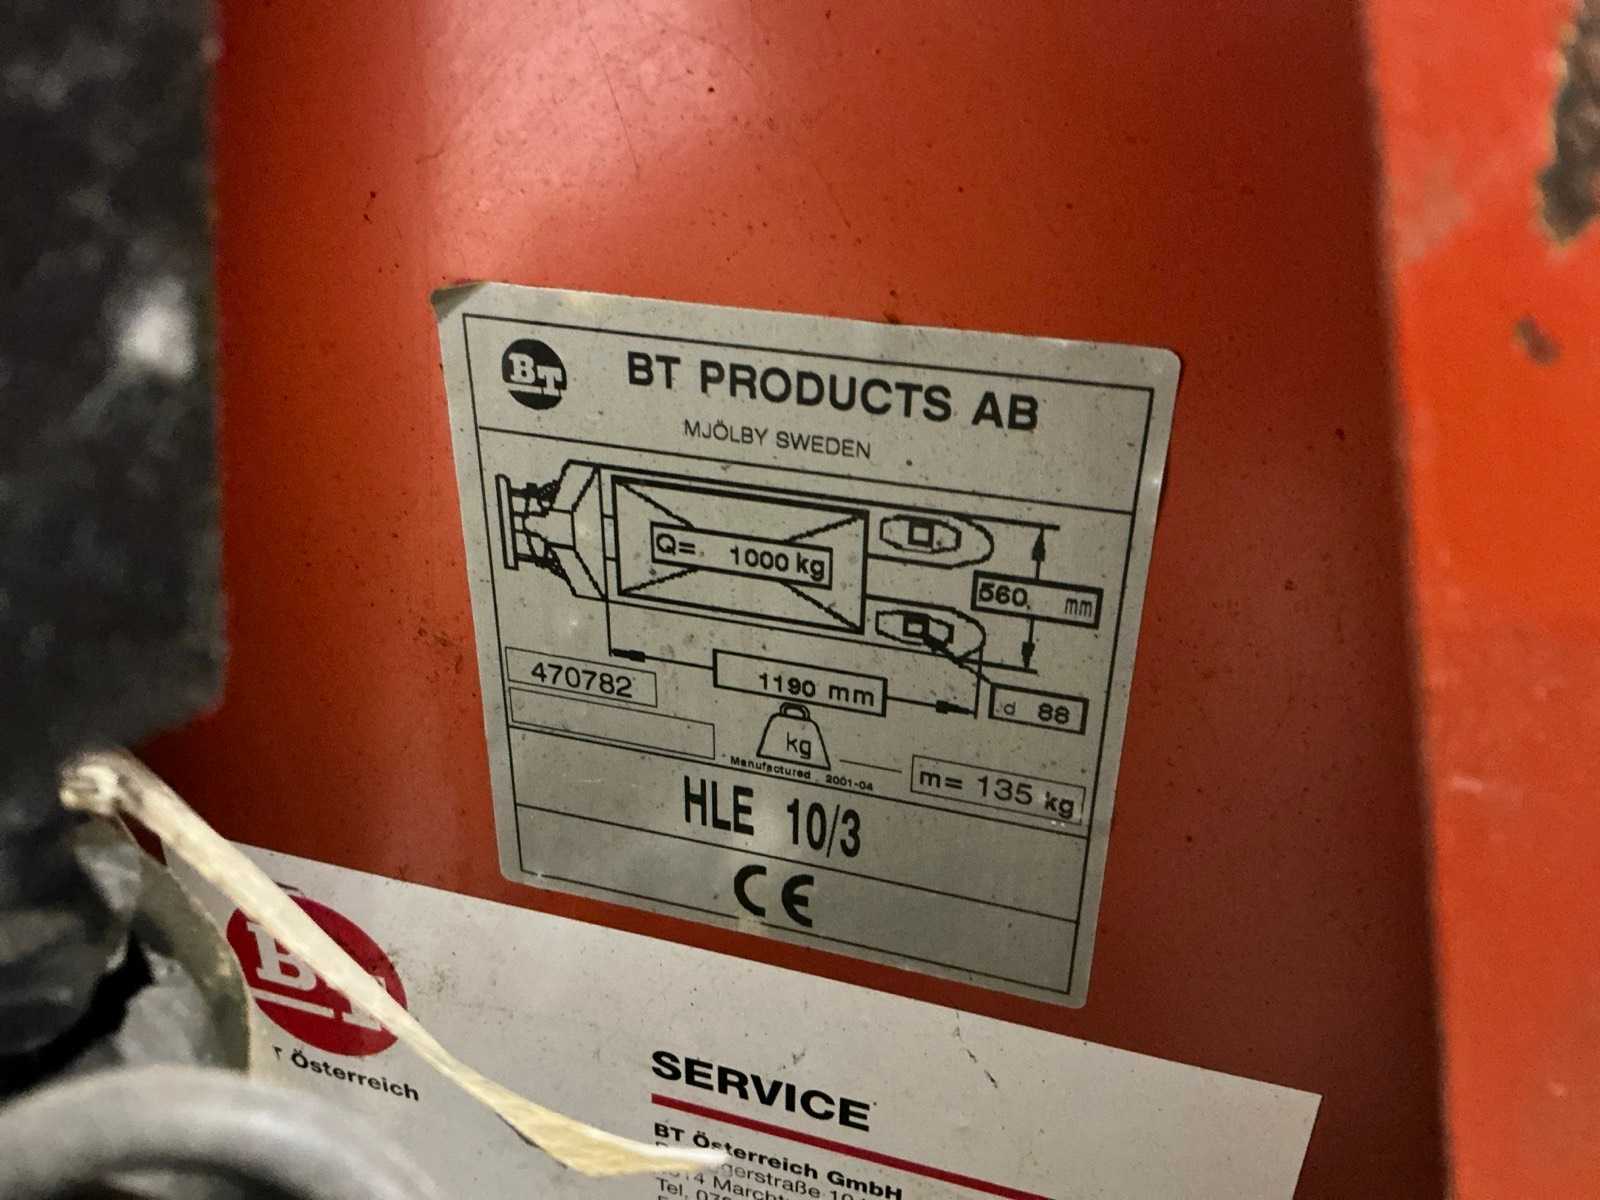 BT
BT PRODUCTS AB
MJÖLBY SWEDEN
Q= 1000 kg
560 mm
470782
1190 mm
d 88
kg
Manufactured 2001-04
m= 135 kg
HLE 10/3
CE
BT
Österreich
SERVICE
BT Österreich GmbH
Tel.